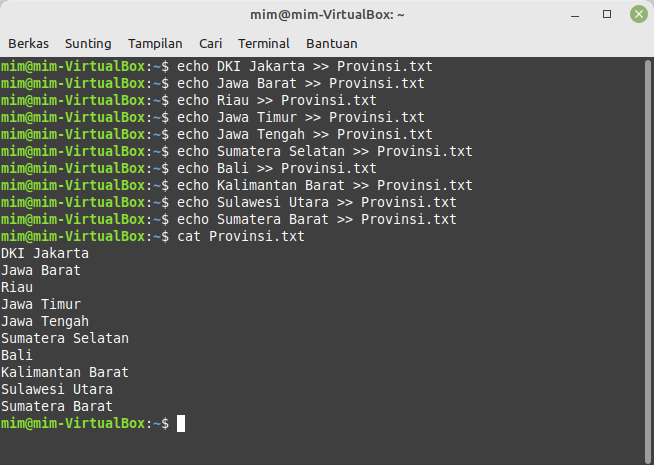 mim@mim-VirtualBox: ~
Berkas Sunting Tampilan Cari Terminal Bantuan
mim@mim-VirtualBox:~$ echo DKI Jakarta >> Provinsi.txt
mim@mim-VirtualBox:~$ echo Jawa Barat >> Provinsi.txt
mim@mim-VirtualBox:~$ echo Riau >> Provinsi.txt
mim@mim-VirtualBox:~$ echo Jawa Timur >> Provinsi.txt
mim@mim-VirtualBox:~$ echo Jawa Tengah >> Provinsi.txt
mim@mim-VirtualBox:~$ echo Sumatera Selatan >> Provinsi.txt
mim@mim-VirtualBox:~$ echo Bali >> Provinsi.txt
mim@mim-VirtualBox:~$ echo Kalimantan Barat >> Provinsi.txt
mim@mim-VirtualBox:~$ echo Sulawesi Utara >> Provinsi.txt
mim@mim-VirtualBox:~$ echo Sumatera Barat >> Provinsi.txt
mim@mim-VirtualBox:~$ cat Provinsi.txt
DKI Jakarta
Jawa Barat
Riau
Jawa Timur
Jawa Tengah
Sumatera Selatan
Bali
Kalimantan Barat
Sulawesi Utara
Sumatera Barat
mim@mim-VirtualBox:~$